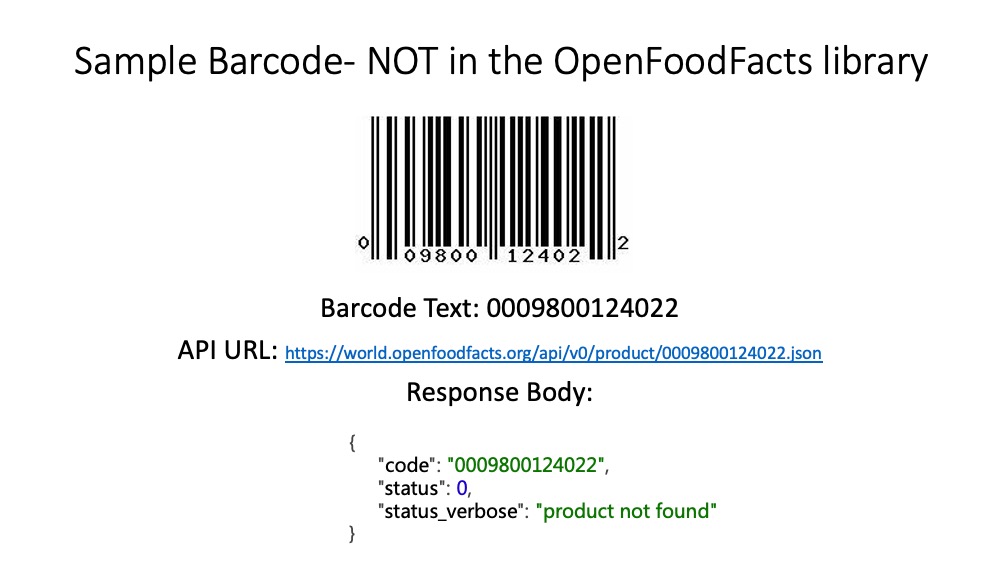 Sample Barcode- NOT in the OpenFoodFacts library
0 09800 12402 2
Barcode Text: 0009800124022
API URL: https://world.openfoodfacts.org/api/v0/product/0009800124022.json
Response Body:
{
"code": "0009800124022",
"status": 0,
"status_verbose": "product not found"
}